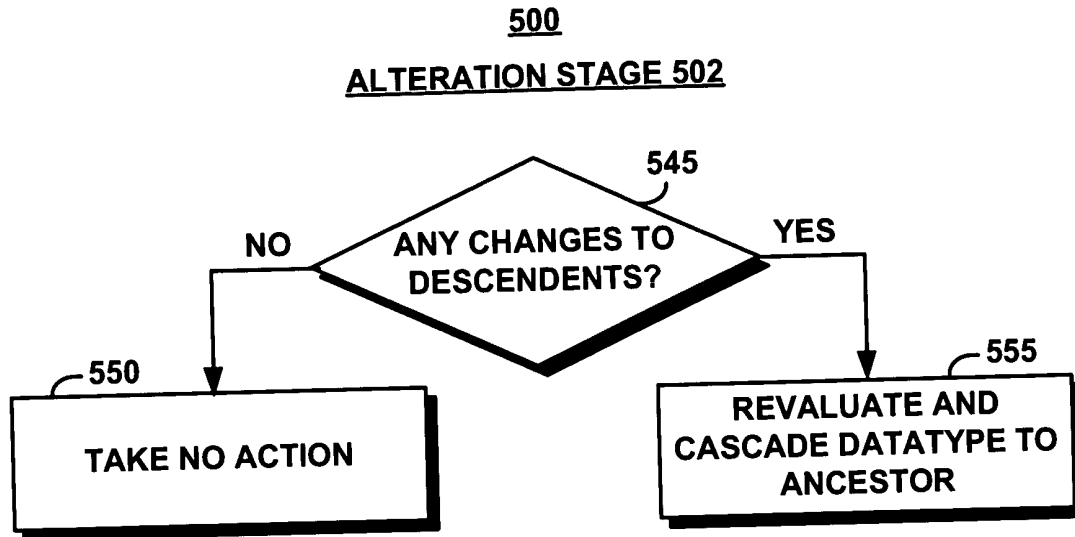 500
ALTERATION STAGE 502
545
NO
ANY CHANGES TO
DESCENDENTS?
YES
550
TAKE NO ACTION
555
REVALUATE AND
CASCADE DATATYPE TO
ANCESTOR